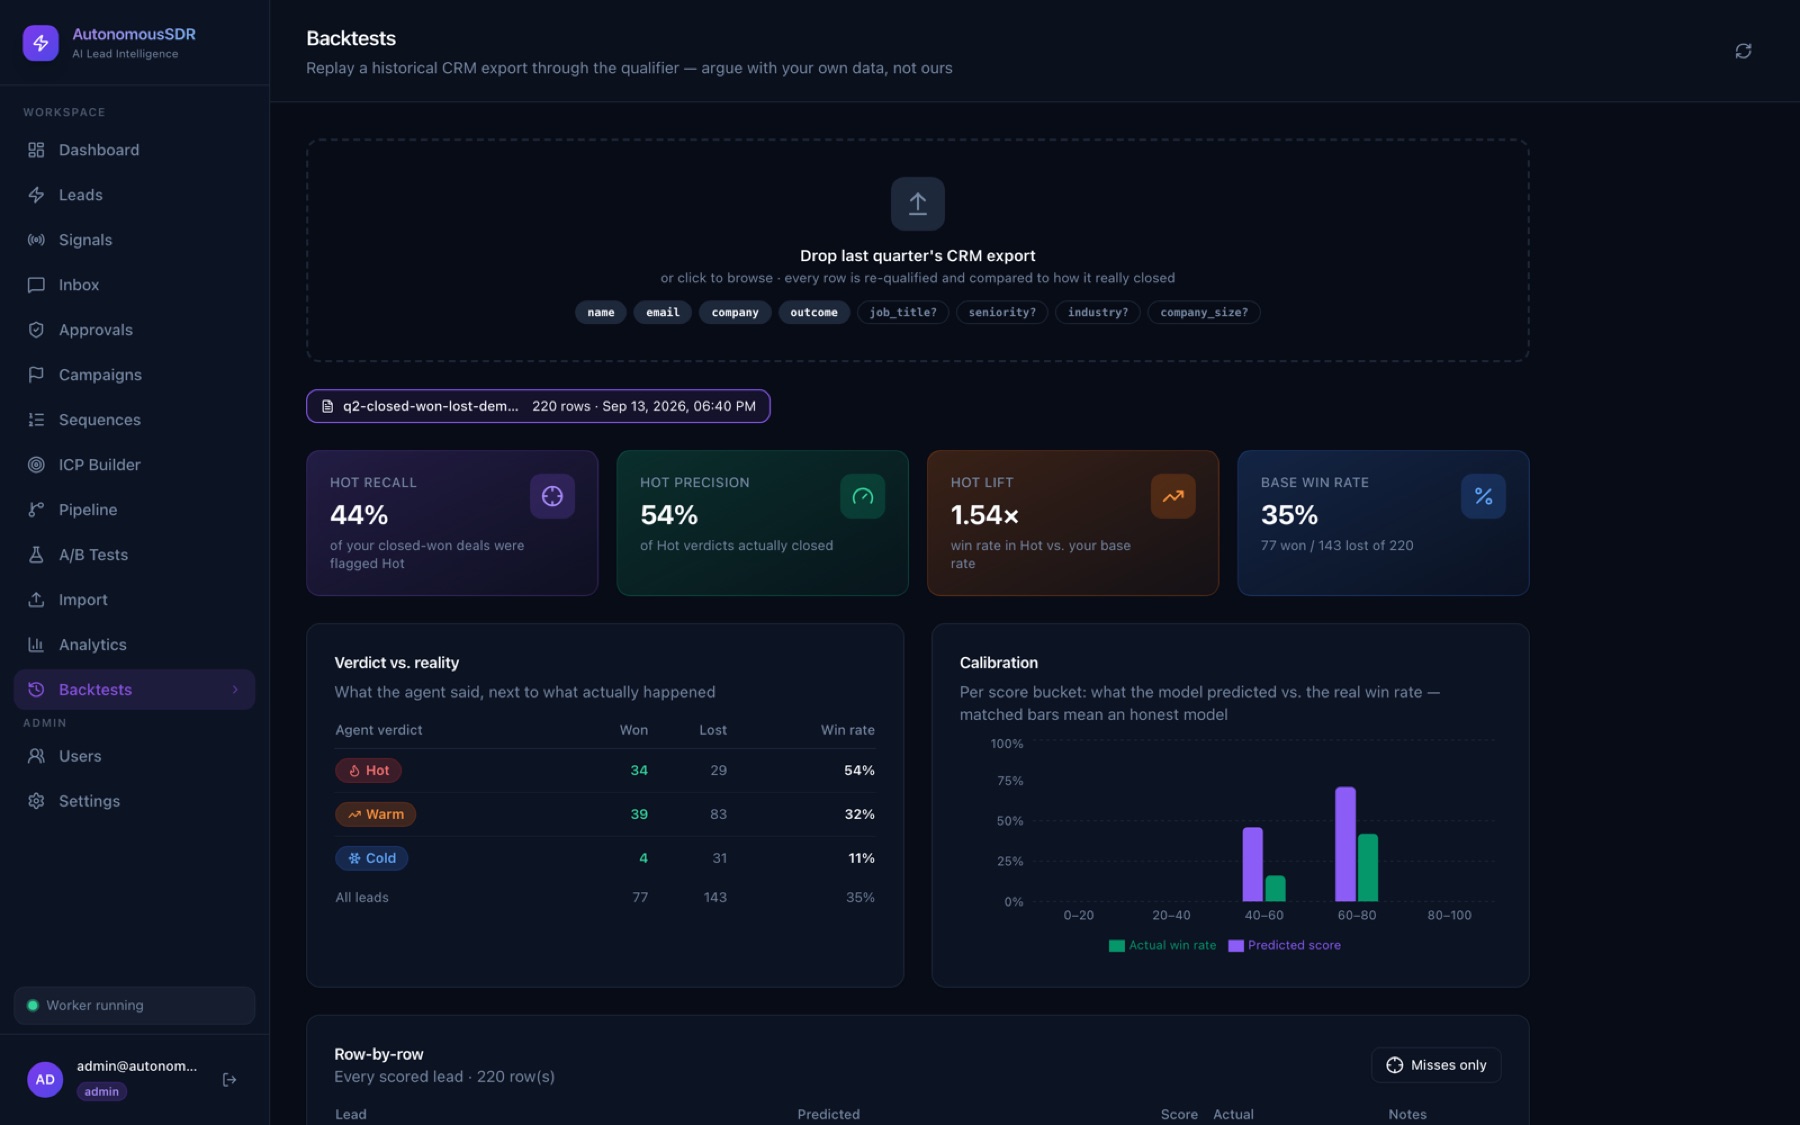 AutonomousSDR
AI Lead Intelligence
WORKSPACE
Dashboard
Leads
Signals
Inbox
Approvals
Campaigns
Sequences
ICP Builder
Pipeline
A/B Tests
Import
Analytics
Backtests
ADMIN
Users
Settings
Worker running
AD
admin@autonom...
admin
Backtests
Replay a historical CRM export through the qualifier — argue with your own data, not ours
Drop last quarter's CRM export
or click to browse · every row is re-qualified and compared to how it really closed
name email company outcome job_title? seniority? industry? company_size?
q2-closed-won-lost-dem... 220 rows · Sep 13, 2026, 06:40 PM
HOT RECALL
44%
of your closed-won deals were
flagged Hot
HOT PRECISION
54%
of Hot verdicts actually closed
HOT LIFT
1.54×
win rate in Hot vs. your base
rate
BASE WIN RATE
35%
77 won / 143 lost of 220
Verdict vs. reality
What the agent said, next to what actually happened
Agent verdict Won Lost Win rate
Hot 34 29 54%
Warm 39 83 32%
Cold 4 31 11%
All leads 77 143 35%
Calibration
Per score bucket: what the model predicted vs. the real win rate —
matched bars mean an honest model
100%
75%
50%
25%
0%
0–20 20–40 40–60 60–80 80–100
Actual win rate Predicted score
Row-by-row
Every scored lead · 220 row(s)
Misses only
Lead Predicted Score Actual Notes